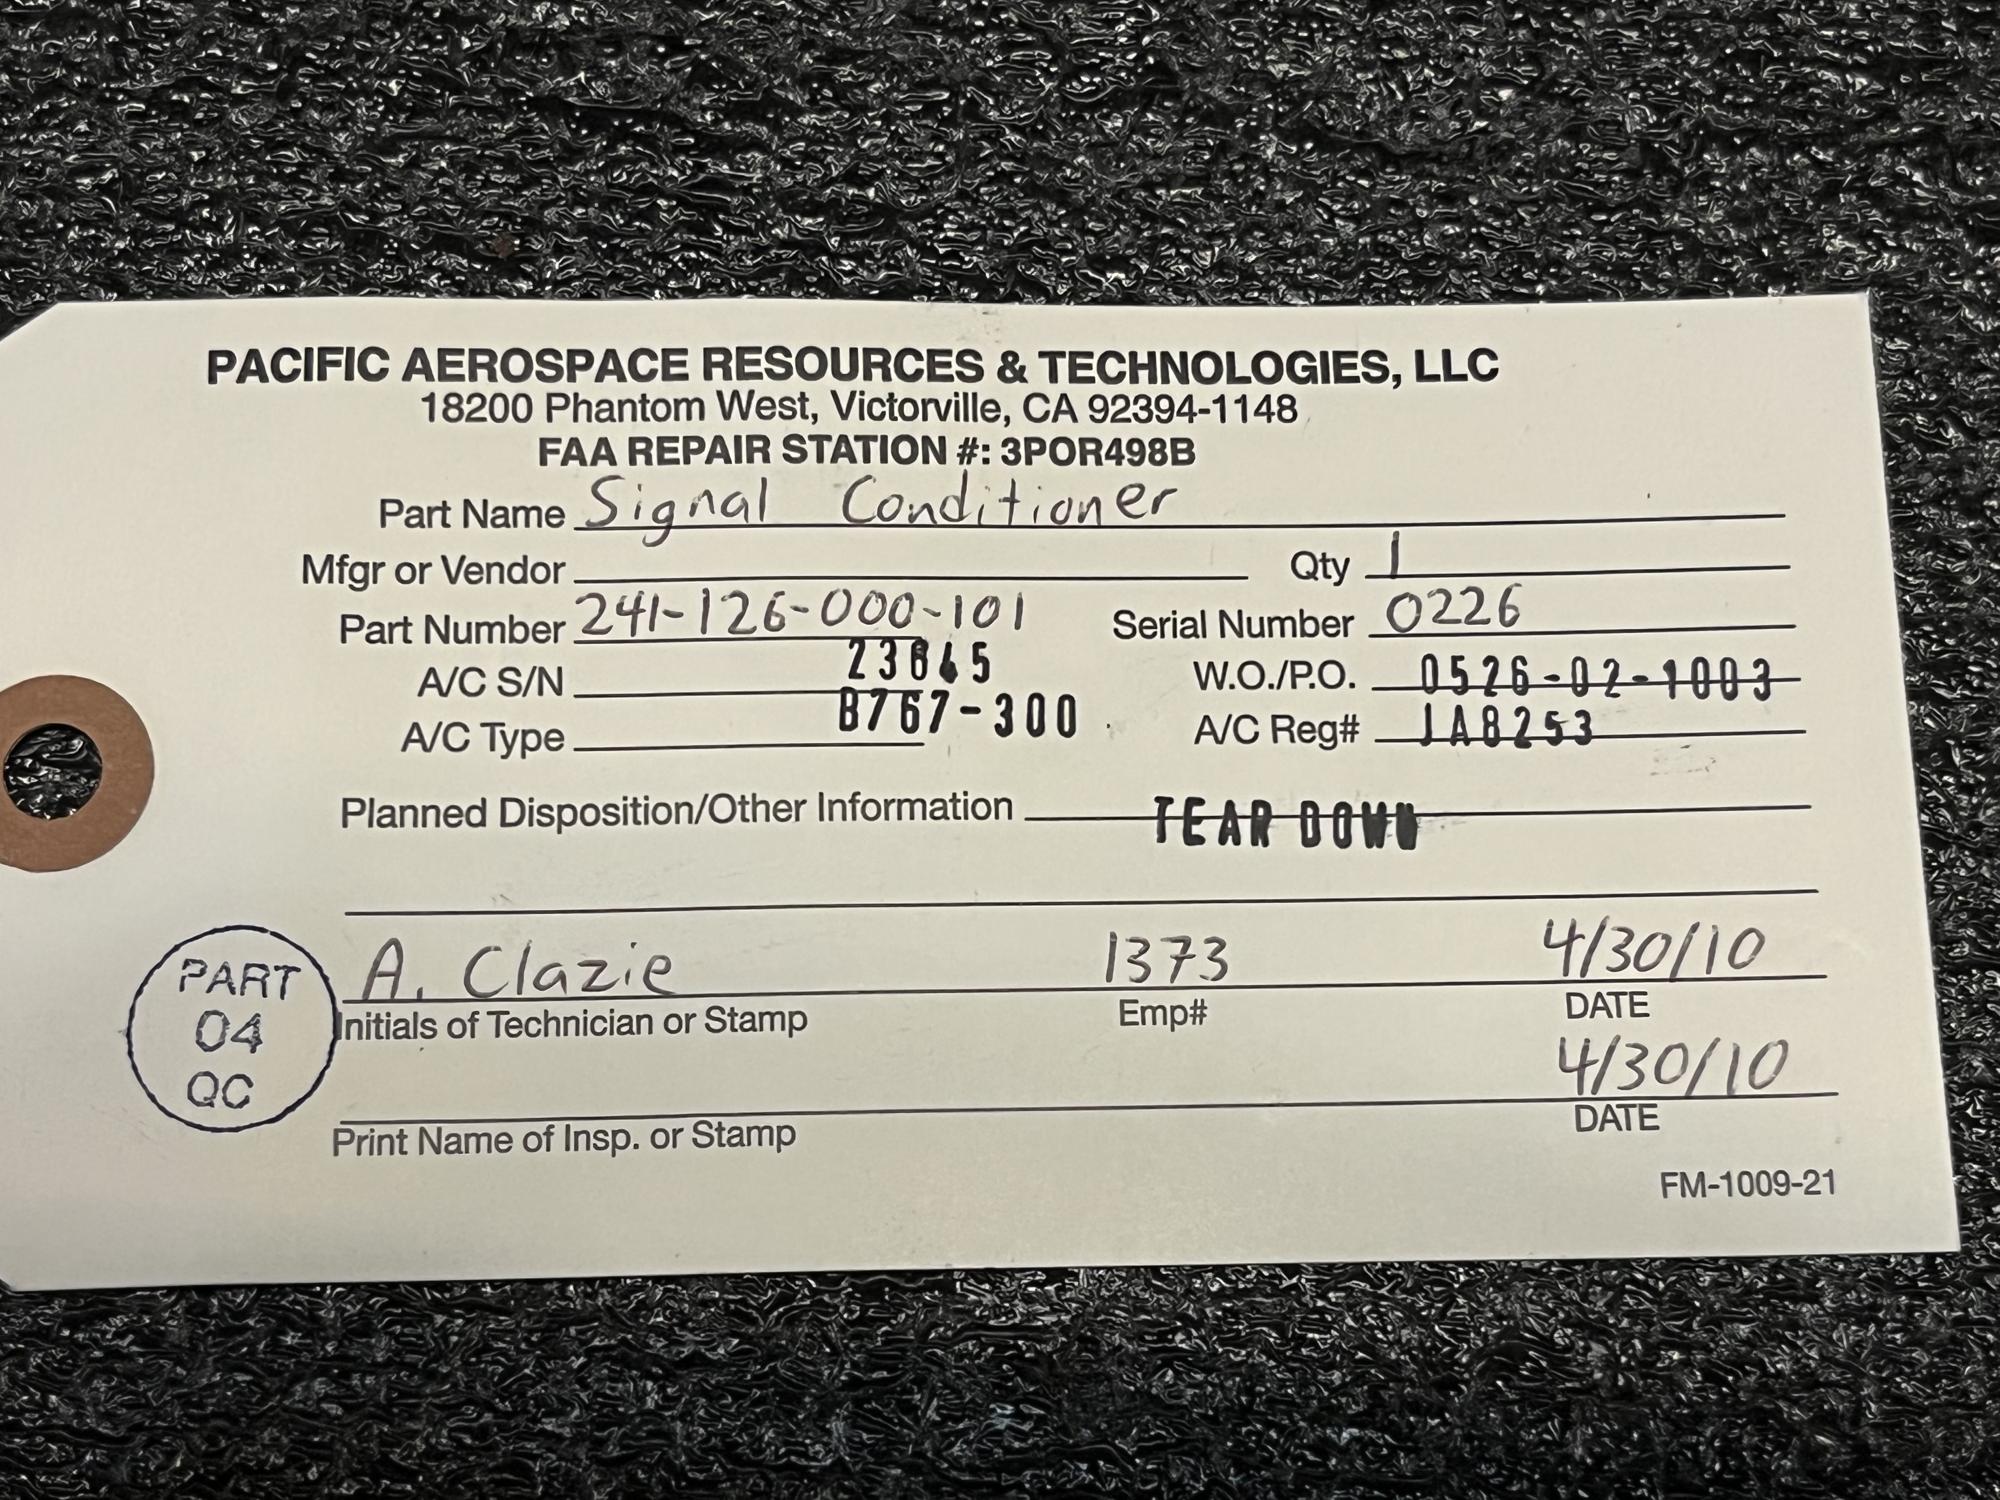 PACIFIC AEROSPACE RESOURCES & TECHNOLOGIES, LLC
18200 Phantom West, Victorville, CA 92394-1148
FAA REPAIR STATION #: 3POR498B
Part Name Signal Conditioner
Mfgr or Vendor Qty 1
Part Number 241-126-000-101 Serial Number 0226
A/C S/N W.O./P.O. 0526-02-1003
A/C Type B767-300 A/C Reg# JA8253
Planned Disposition/Other Information TEAR DOWN
A. Clazie 1373 4/30/10
Initials of Technician or Stamp Emp# DATE
PART
04
QC
4/30/10
Print Name of Insp. or Stamp DATE
FM-1009-21